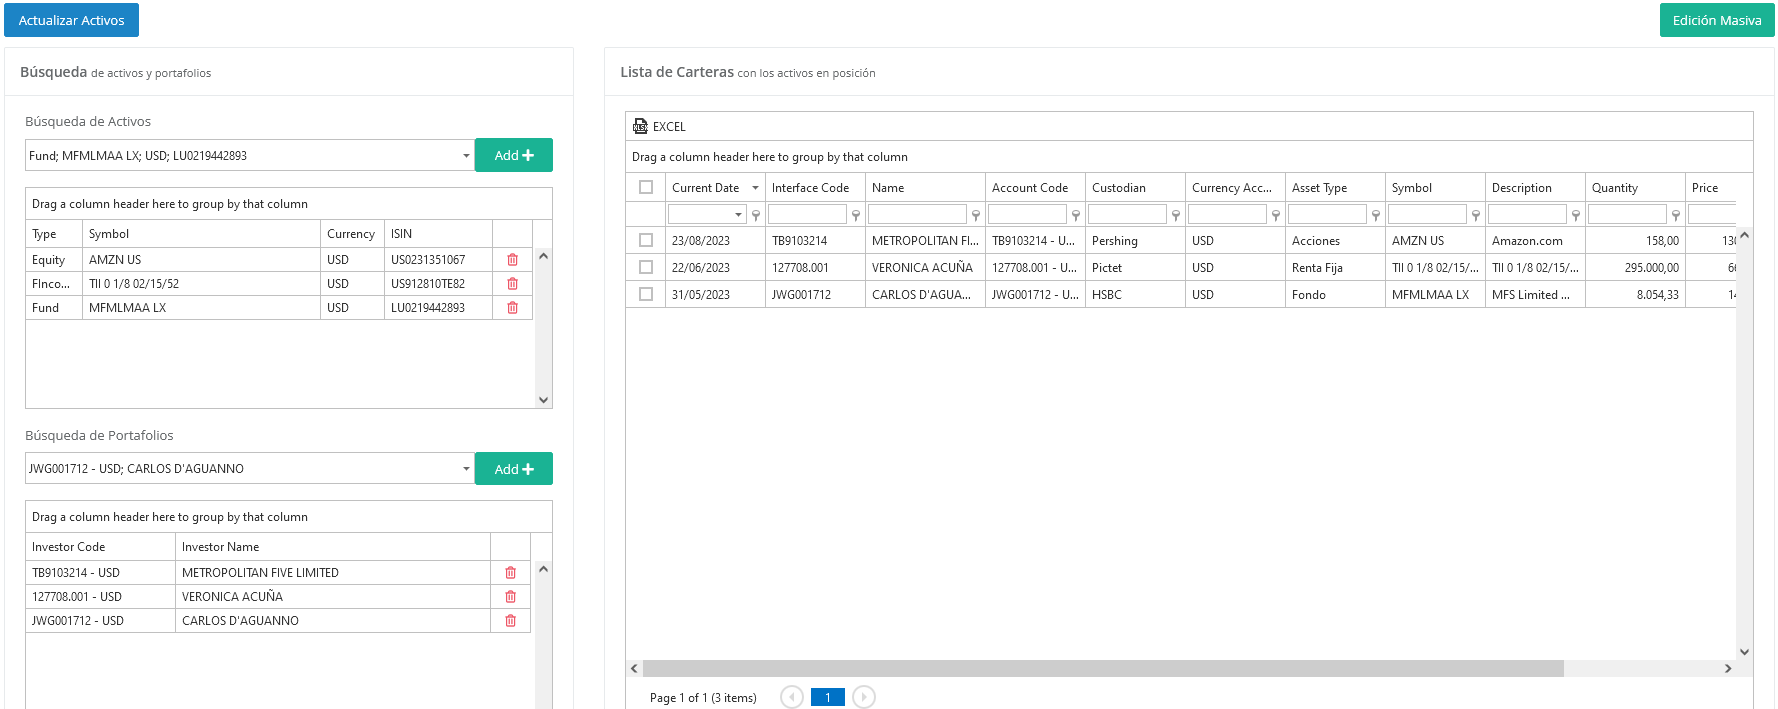 Actualizar Activos
Edición Masiva
Búsqueda de activos y portafolios
Búsqueda de Activos
Fund; MFMLMAA LX; USD; LU0219442893
Add
Drag a column header here to group by that column
Type Symbol Currency ISIN
Equity AMZN US USD US0231351067
FInco... TII 0 1/8 02/15/52 USD US912810TE82
Fund MFMLMAA LX USD LU0219442893
Búsqueda de Portafolios
JWG001712 - USD; CARLOS D'AGUANNO
Add
Drag a column header here to group by that column
Investor Code Investor Name
TB9103214 - USD METROPOLITAN FIVE LIMITED
127708.001 - USD VERONICA ACUÑA
JWG001712 - USD CARLOS D'AGUANNO
Lista de Carteras con los activos en posición
EXCEL
Drag a column header here to group by that column
Current Date Interface Code Name Account Code Custodian Currency Acc... Asset Type Symbol Description Quantity Price
23/08/2023 TB9103214 METROPOLITAN FI... TB9103214 - U... Pershing USD Acciones AMZN US Amazon.com 158,00
22/06/2023 127708.001 VERONICA ACUÑA 127708.001 - U... Pictet USD Renta Fija TII 0 1/8 02/15/... TII 0 1/8 02/15/... 295.000,00
31/05/2023 JWG001712 CARLOS D'AGUA... JWG001712 - U... HSBC USD Fondo MFMLMAA LX MFS Limited ... 8.054,33
Page 1 of 1 (3 items) 1